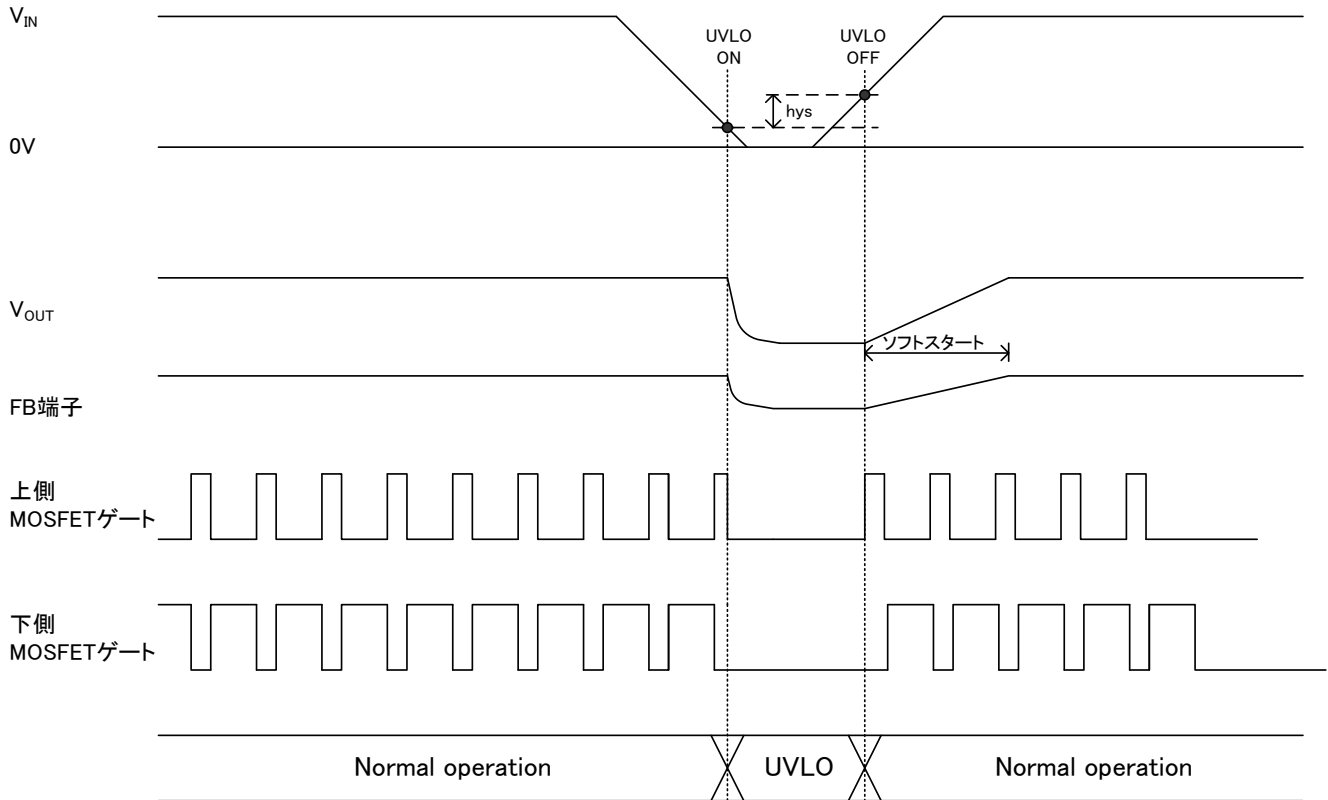 VIN
UVLO
ON
UVLO
OFF
hys
0V
VOUT
ソフトスタート
FB端子
上側
MOSFETゲート
下側
MOSFETゲート
Normal operation
UVLO
Normal operation